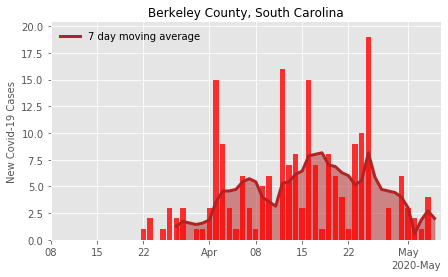 Berkeley County, South Carolina
20.0
17.5
15.0
12.5
10.0
7.5
5.0
2.5
0.0
New Covid-19 Cases
7 day moving average
08 15 22 Apr 08 15 22 May
2020-May